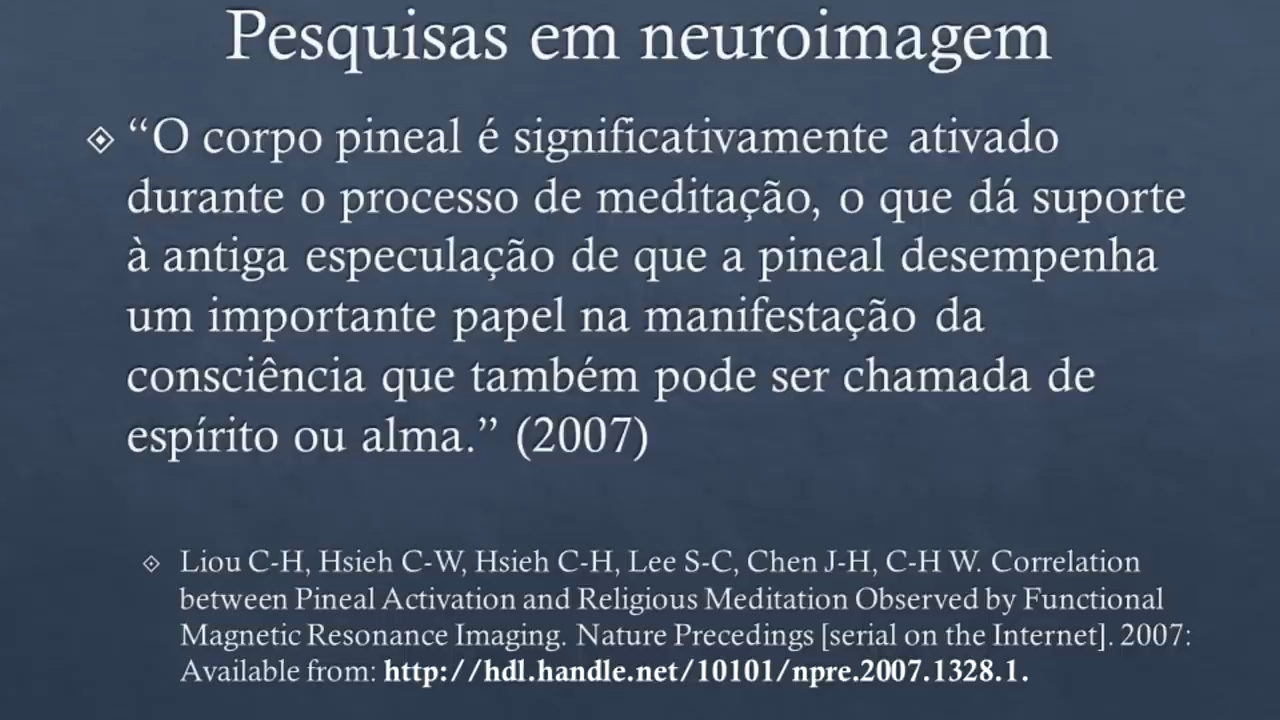 Pesquisas em neuroimagem
“O corpo pineal é significativamente ativado
durante o processo de meditação, o que dá suporte
à antiga especulação de que a pineal desempenha
um importante papel na manifestação da
consciência que também pode ser chamada de
espírito ou alma.” (2007)
Liou C-H, Hsieh C-W, Hsieh C-H, Lee S-C, Chen J-H, C-H W. Correlation
between Pineal Activation and Religious Meditation Observed by Functional
Magnetic Resonance Imaging. Nature Precedings [serial on the Internet]. 2007:
Available from: http://hdl.handle.net/10101/npre.2007.1328.1.